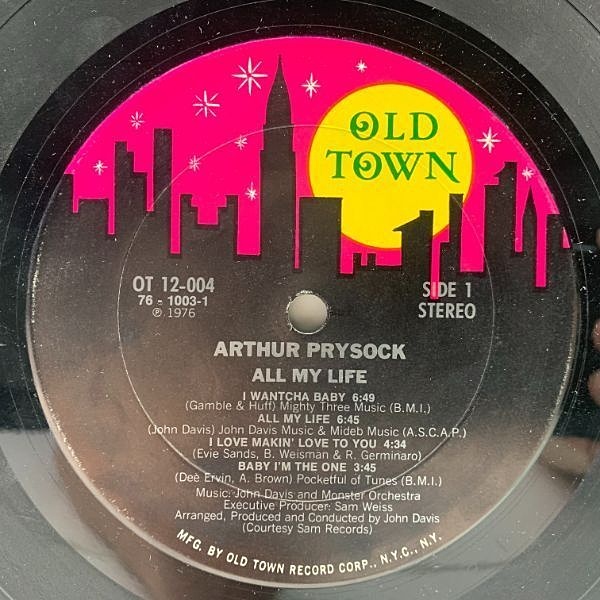 OLD
TOWN
OT 12-004
76 - 1003-1
℗ 1976
SIDE 1
STEREO
ARTHUR PRYSOCK
ALL MY LIFE
I WANTCHA BABY 6:49
(Gamble & Huff) Mighty Three Music (B.M.I.)
ALL MY LIFE 6:45
(John Davis) John Davis Music & Mideb Music (A.S.C.A.P.)
I LOVE MAKIN' LOVE TO YOU 4:34
(Evie Sands, B. Weisman & R. Germinaro)
BABY I'M THE ONE 3:45
(Dee Ervin, A. Brown) Pocketful of Tunes (B.M.I.)
Music: John Davis and Monster Orchestra
Executive Producer: Sam Weiss
Arranged, Produced and Conducted by John Davis
(Courtesy Sam Records)
MFG. BY OLD TOWN RECORD CORP., N.Y.C., N.Y.